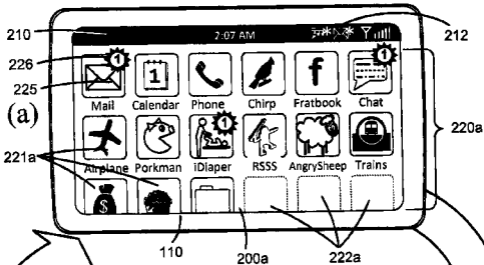 210
2:07 AM
212
226
1
1
225
1
f
Mail Calendar Phone Chirp Fratbook Chat
(a)
220a
1
221a
Airplane Porkman iDiaper RSSS AngrySheep Trains
$
110
200a
222a